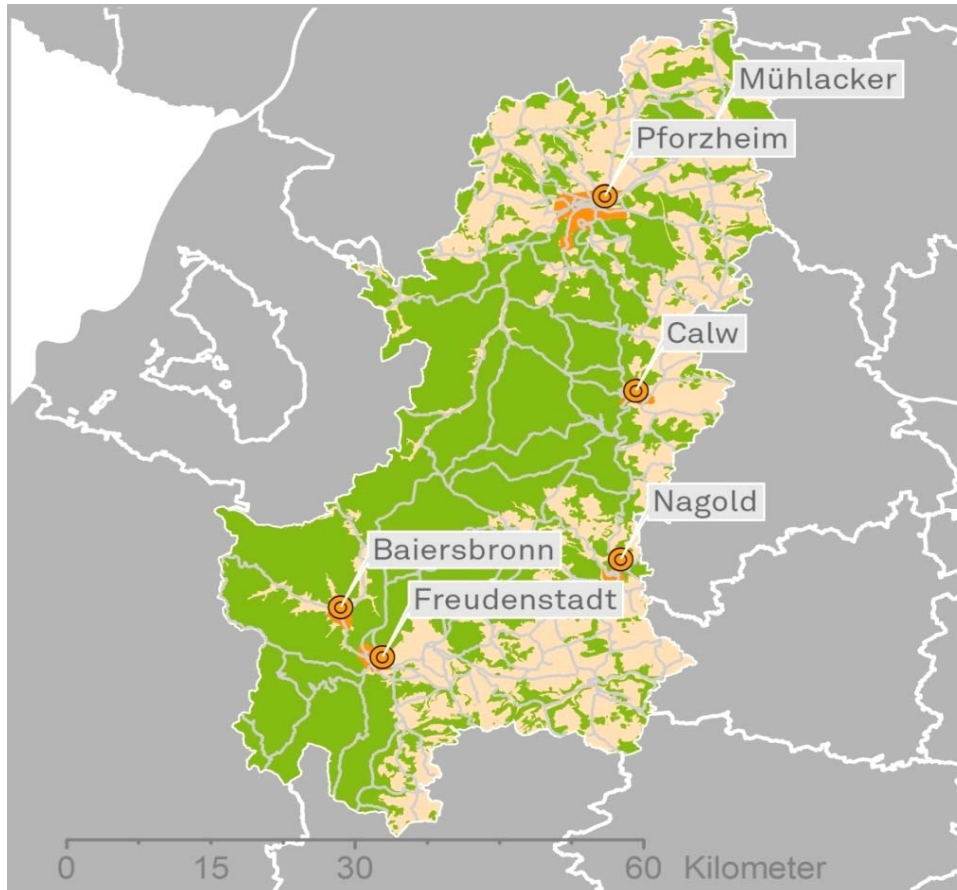 Mühlacker
Pforzheim
Calw
Nagold
Baiersbronn
Freudenstadt
0 15 30 60 Kilometer